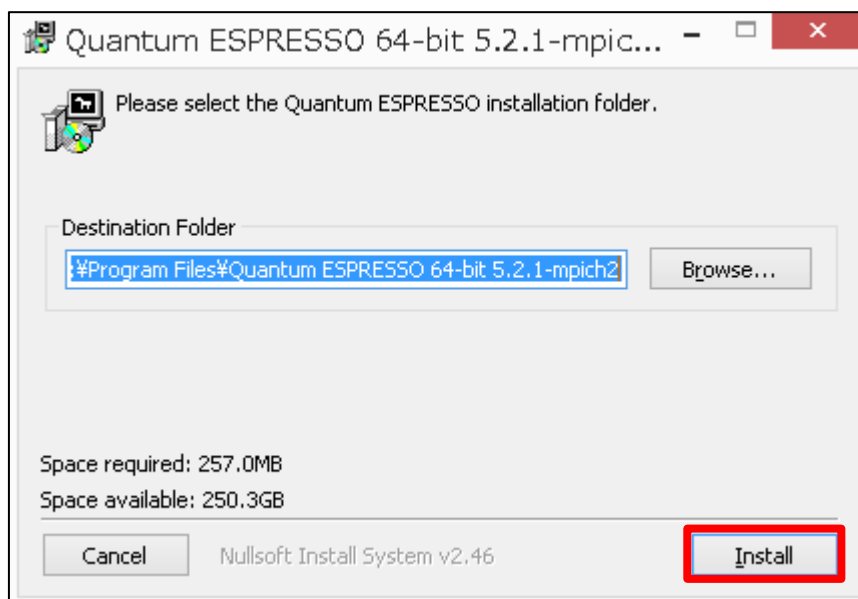 Quantum ESPRESSO 64-bit 5.2.1-mpic...
Please select the Quantum ESPRESSO installation folder.
Destination Folder
:¥Program Files¥Quantum ESPRESSO 64-bit 5.2.1-mpich2
Browse...
Space required: 257.0MB
Space available: 250.3GB
Cancel
Nullsoft Install System v2.46
Install